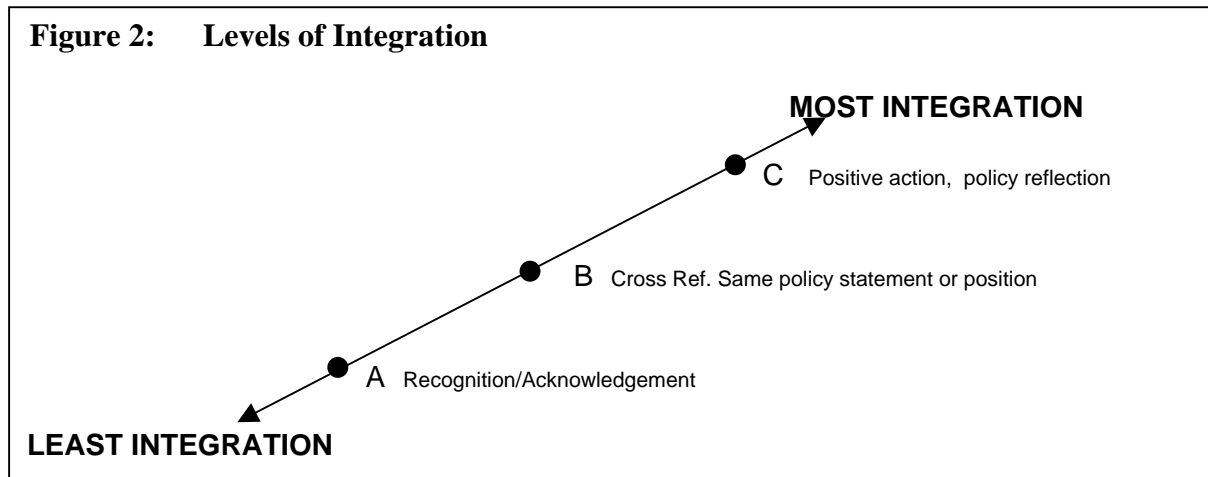 Figure 2: Levels of Integration
MOST INTEGRATION
C Positive action, policy reflection
B Cross Ref. Same policy statement or position
A Recognition/Acknowledgement
LEAST INTEGRATION